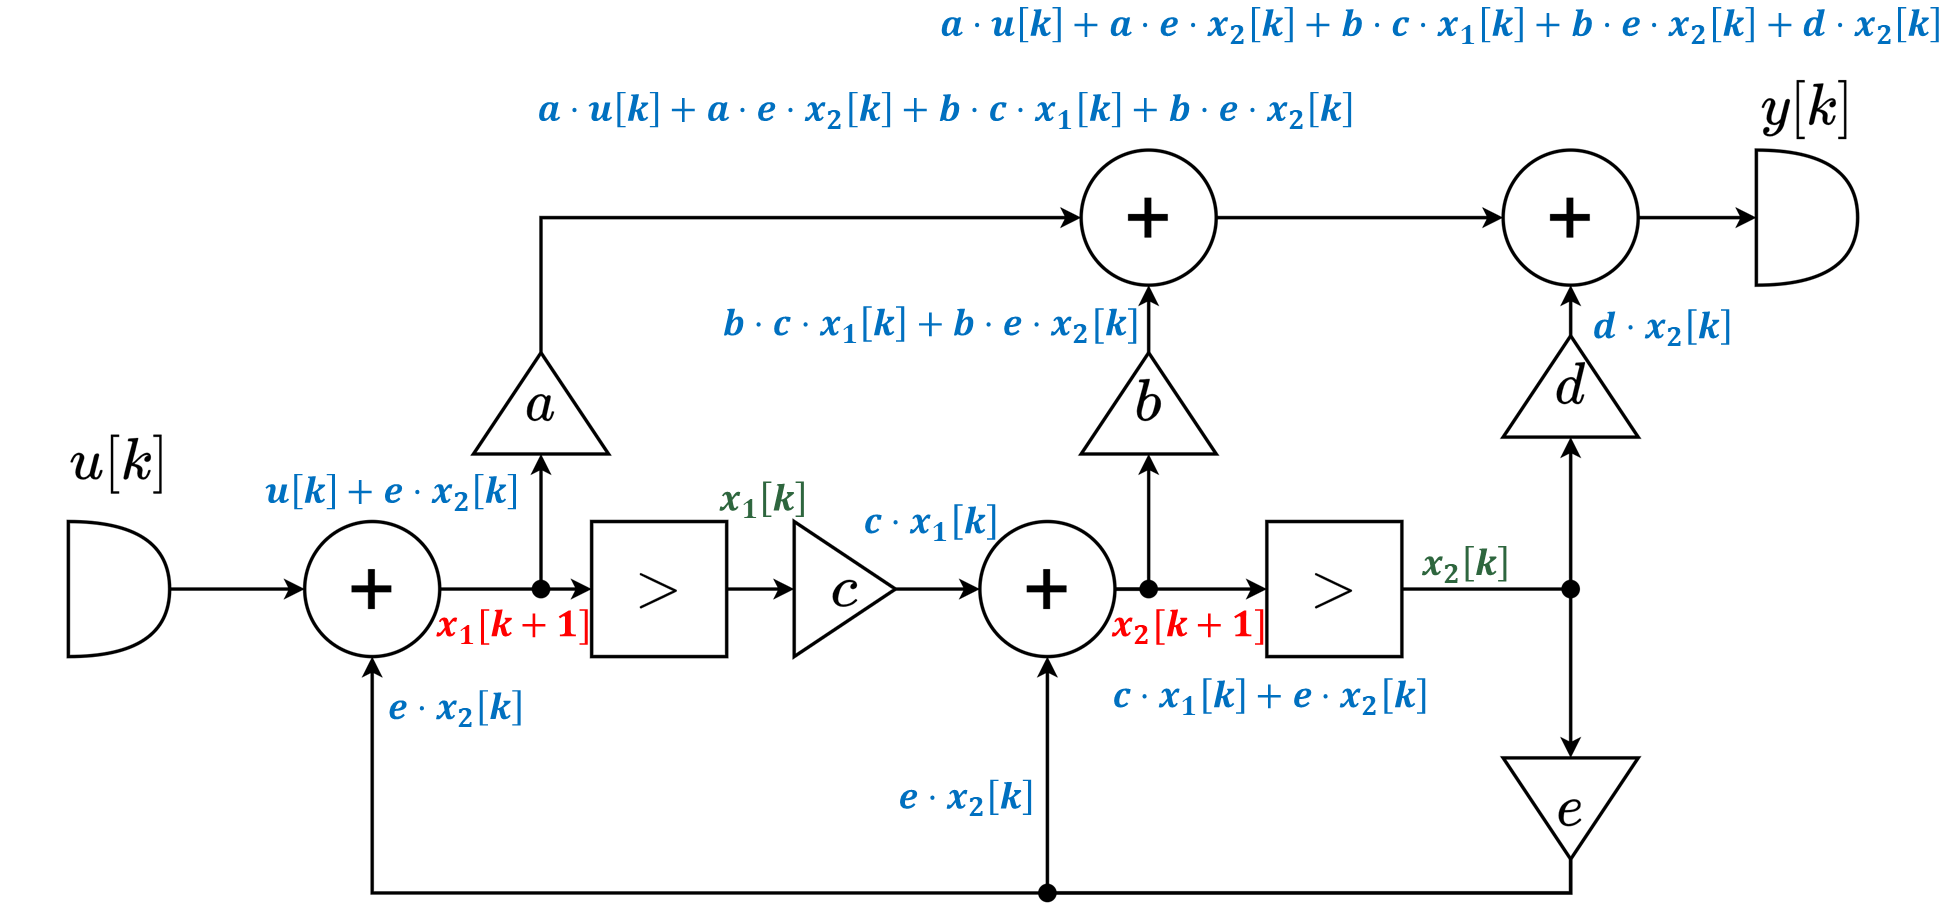 a · u[k] + a · e · x₂[k] + b · c · x₁[k] + b · e · x₂[k] + d · x₂[k]
a · u[k] + a · e · x₂[k] + b · c · x₁[k] + b · e · x₂[k]
y[k]
+
+
b · c · x₁[k] + b · e · x₂[k]
d · x₂[k]
a
b
d
u[k]
u[k] + e · x₂[k]
x₁[k]
c · x₁[k]
x₂[k]
+
>
c
+
>
x₁[k + 1]
x₂[k + 1]
e · x₂[k]
c · x₁[k] + e · x₂[k]
e · x₂[k]
e